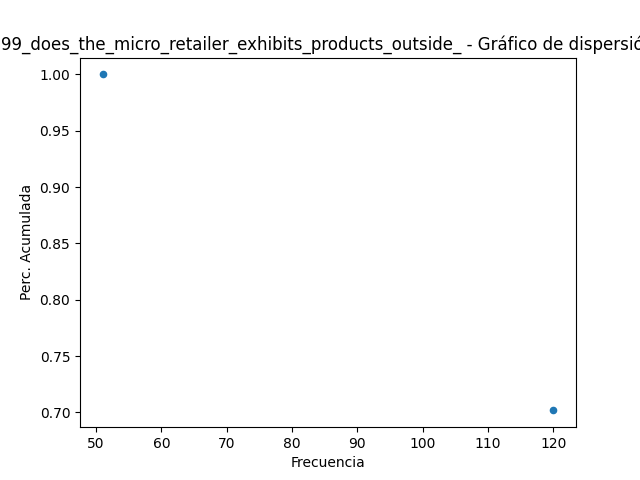 99_does_the_micro_retailer_exhibits_products_outside_ - Gráfico de dispersió
1.00
0.95
0.90
0.85
0.80
0.75
0.70
Perc. Acumulada
50 60 70 80 90 100 110 120
Frecuencia